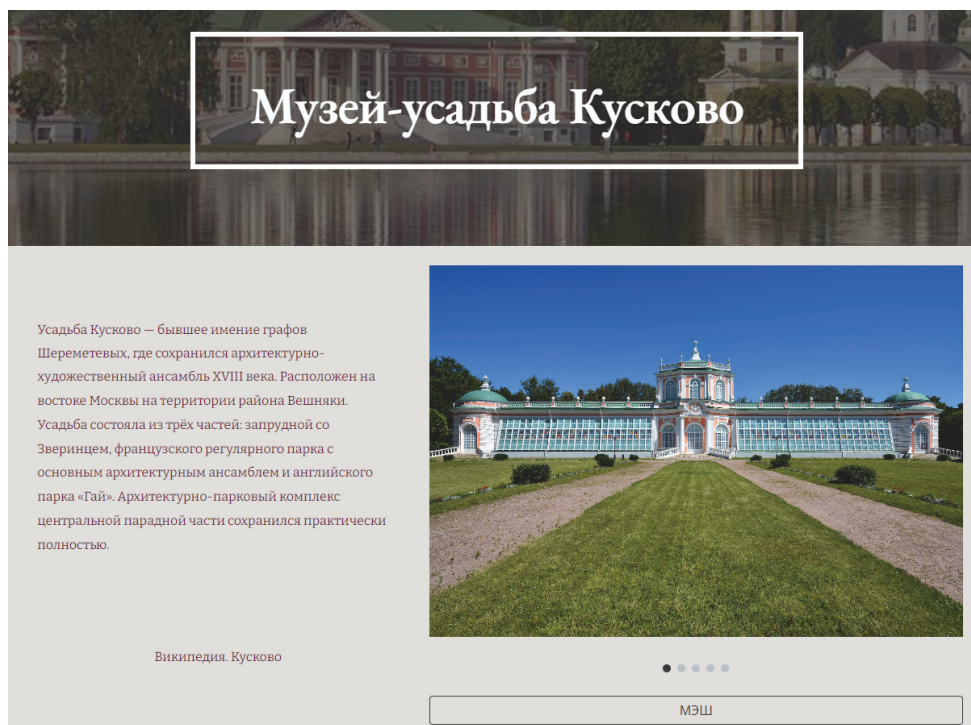 Музей-усадьба Кусково
Усадьба Кусково — бывшее имение графов
Шереметевых, где сохранился архитектурно-
художественный ансамбль XVIII века. Расположен на
востоке Москвы на территории района Вешняки.
Усадьба состояла из трёх частей: запрудной со
Зверинцем, французского регулярного парка с
основным архитектурным ансамблем и английского
парка «Гай». Архитектурно-парковый комплекс
центральной парадной части сохранился практически
полностью.
Википедия. Кусково
МЭШ